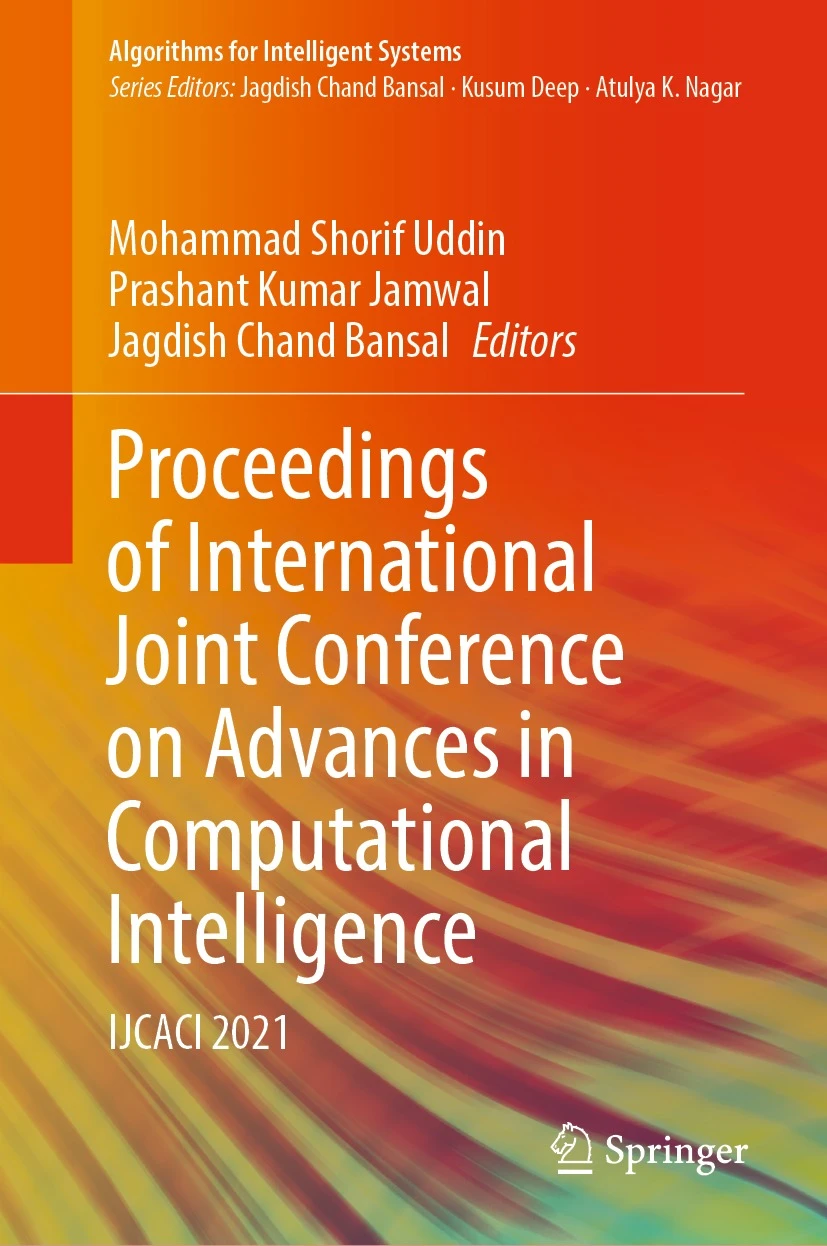 Algorithms for Intelligent Systems
Series Editors: Jagdish Chand Bansal · Kusum Deep · Atulya K. Nagar
Mohammad Shorif Uddin
Prashant Kumar Jamwal
Jagdish Chand Bansal Editors
Proceedings
of International
Joint Conference
on Advances in
Computational
Intelligence
IJCACI 2021
Springer